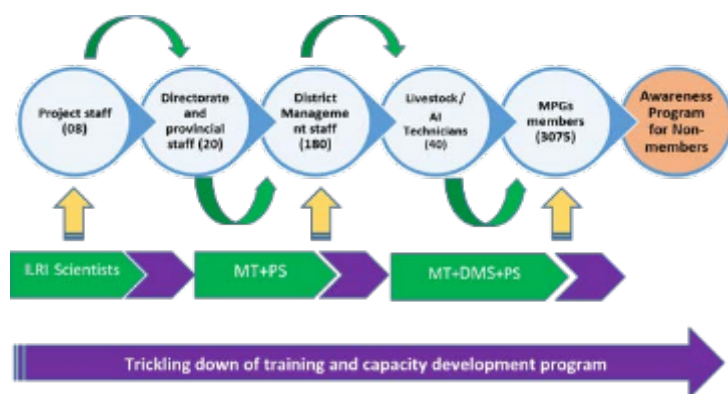 Project staff
(08)
Directorate
and
provincial
staff (20)
District
Manageme
nt staff
(180)
Livestock /
AI
Technicians
(40)
MPGs
members
(3075)
Awareness
Program
for Non-
members
ILRI Scientists
MT+PS
MT+DMS+PS
Trickling down of training and capacity development program